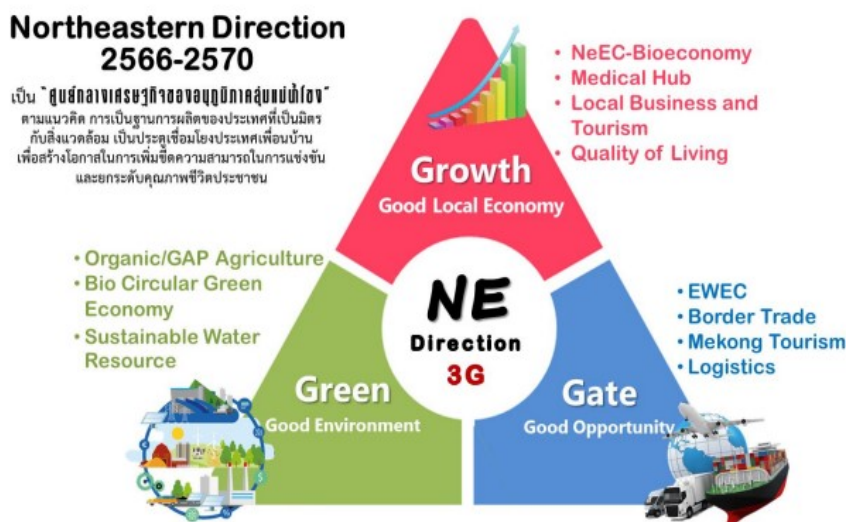 Northeastern Direction
2566-2570
เป็น "ศูนย์กลางเศรษฐกิจของอนุภูมิภาคลุ่มแม่น้ำโขง"
ตามแนวคิด การเป็นฐานการผลิตของประเทศที่เป็นมิตร
กับสิ่งแวดล้อม เป็นประตูเชื่อมโยงประเทศเพื่อนบ้าน
เพื่อสร้างโอกาสในการเพิ่มขีดความสามารถในการแข่งขัน
และยกระดับคุณภาพชีวิตประชาชน
• NeEC-Bioeconomy
• Medical Hub
• Local Business and
Tourism
• Quality of Living
Growth
Good Local Economy
• Organic/GAP Agriculture
• Bio Circular Green
Economy
• Sustainable Water
Resource
NE
Direction
3G
• EWEC
• Border Trade
• Mekong Tourism
• Logistics
Green
Good Environment
Gate
Good Opportunity